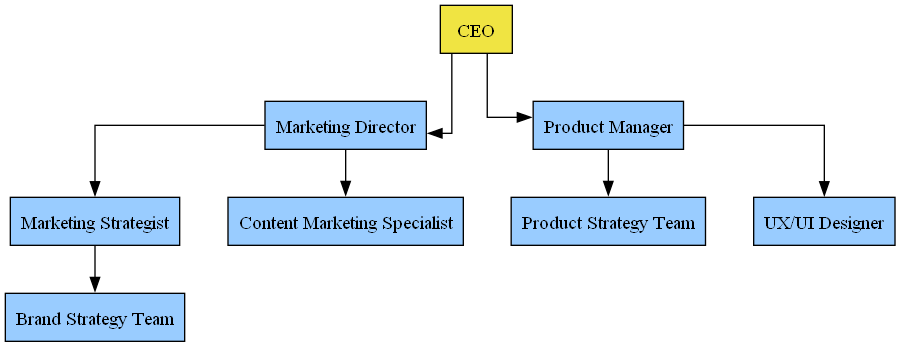 CEO
Marketing Director
Product Manager
Marketing Strategist
Content Marketing Specialist
Product Strategy Team
UX/UI Designer
Brand Strategy Team